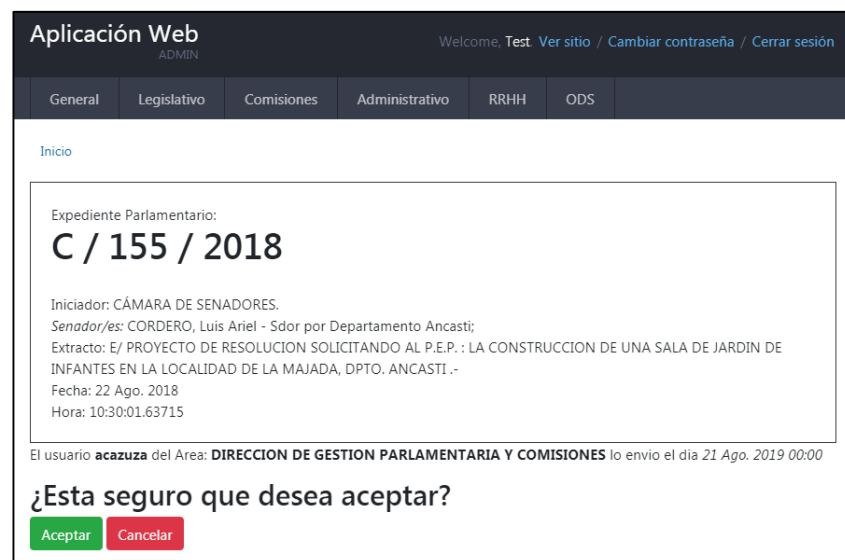 Aplicación Web
ADMIN
Welcome, Test. Ver sitio / Cambiar contraseña / Cerrar sesión
General Legislativo Comisiones Administrativo RRHH ODS
Inicio
Expediente Parlamentario:
C / 155 / 2018
Iniciador: CÁMARA DE SENADORES.
Senador/es: CORDERO, Luis Ariel - Sdor por Departamento Ancasti;
Extracto: E/ PROYECTO DE RESOLUCION SOLICITANDO AL P.E.P. : LA CONSTRUCCION DE UNA SALA DE JARDIN DE
INFANTES EN LA LOCALIDAD DE LA MAJADA, DPTO. ANCASTI .-
Fecha: 22 Ago. 2018
Hora: 10:30:01.63715
El usuario acazuza del Area: DIRECCION DE GESTION PARLAMENTARIA Y COMISIONES lo envio el dia 21 Ago. 2019 00:00
¿Esta seguro que desea aceptar?
Aceptar Cancelar